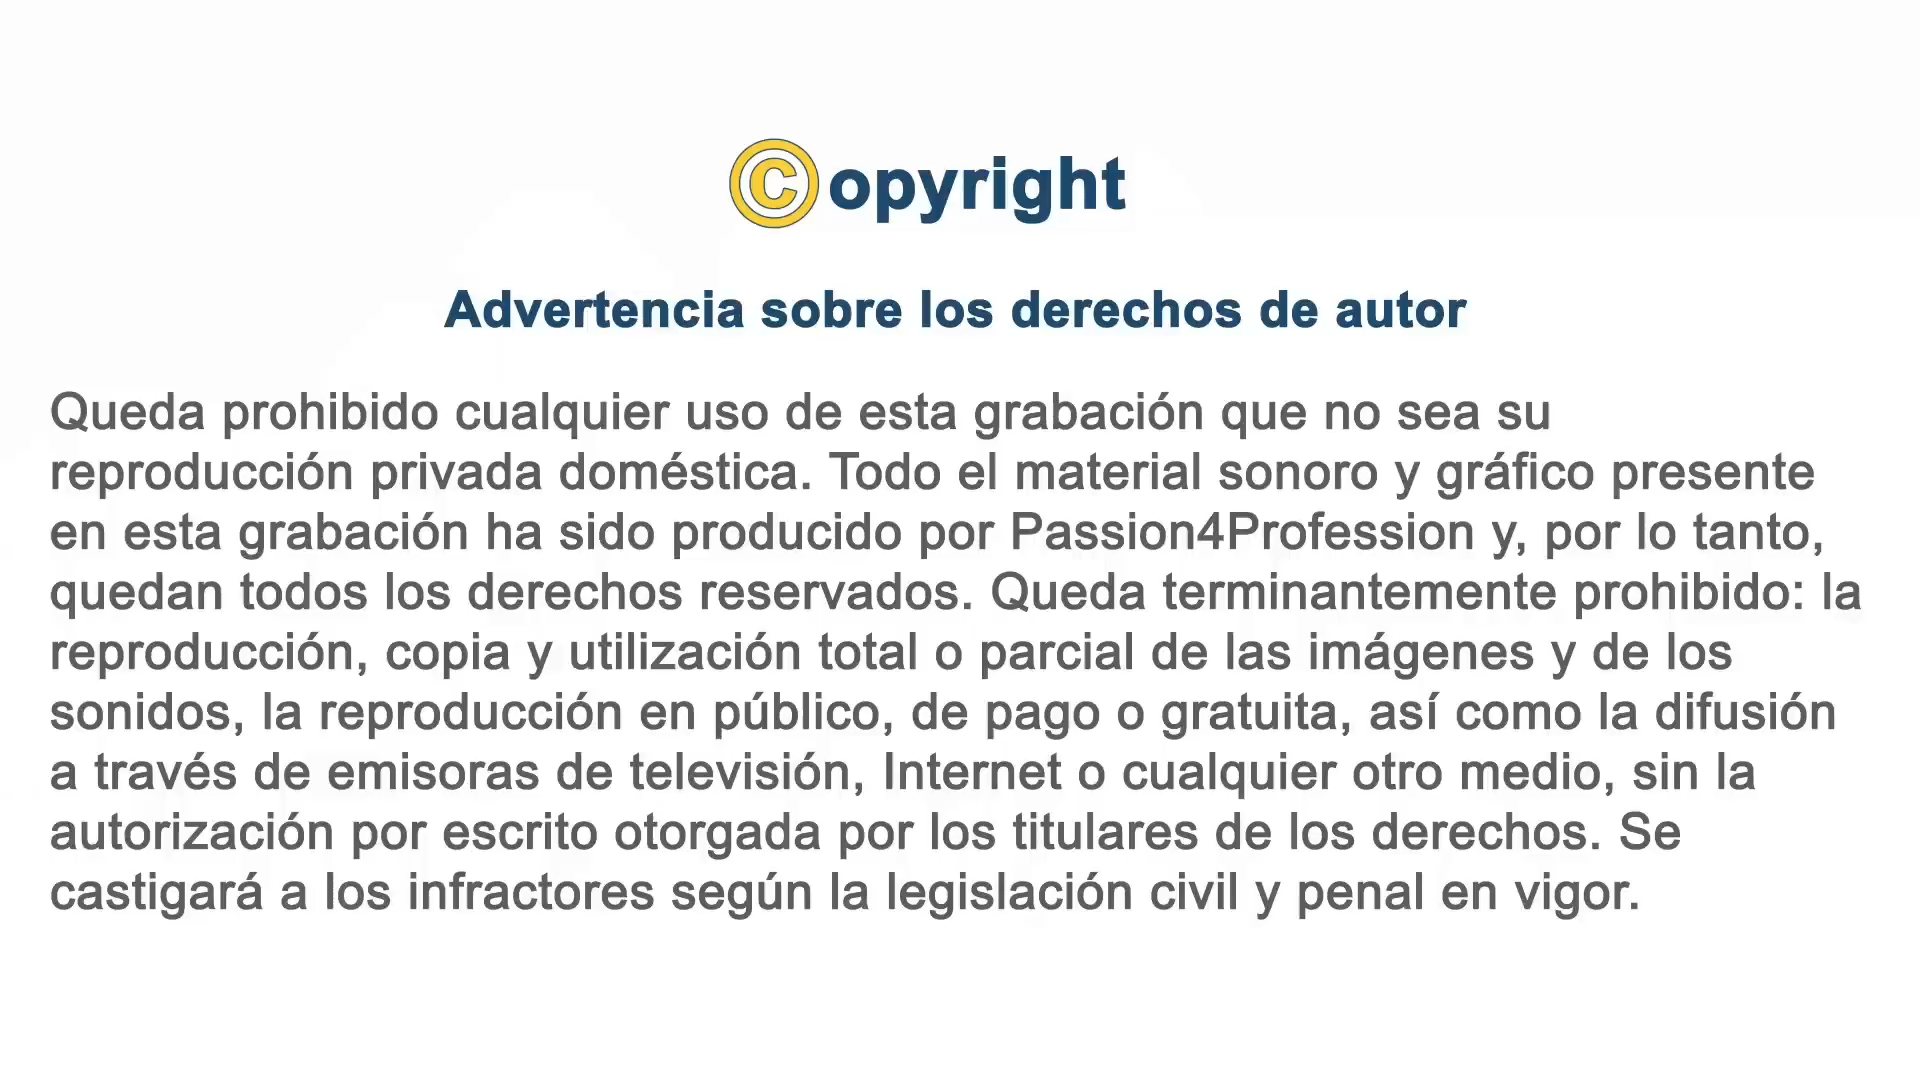 ©opyright
Advertencia sobre los derechos de autor
Queda prohibido cualquier uso de esta grabación que no sea su
reproducción privada doméstica. Todo el material sonoro y gráfico presente
en esta grabación ha sido producido por Passion4Profession y, por lo tanto,
quedan todos los derechos reservados. Queda terminantemente prohibido: la
reproducción, copia y utilización total o parcial de las imágenes y de los
sonidos, la reproducción en público, de pago o gratuita, así como la difusión
a través de emisoras de televisión, Internet o cualquier otro medio, sin la
autorización por escrito otorgada por los titulares de los derechos. Se
castigará a los infractores según la legislación civil y penal en vigor.